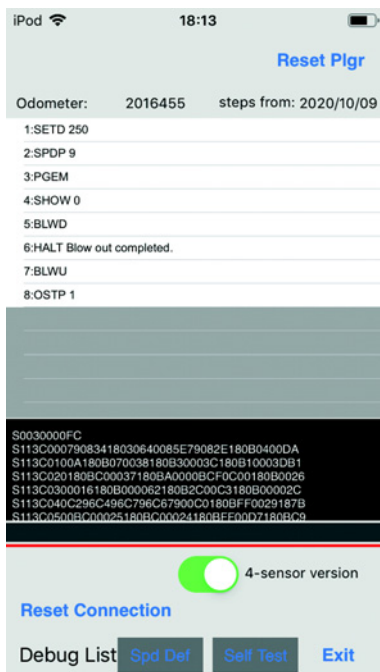 iPod 18:13
Reset Plgr
Odometer: 2016455 steps from: 2020/10/09
1:SETD 250
2:SPDP 9
3:PGEM
4:SHOW 0
5:BLWD
6:HALT Blow out completed.
7:BLWU
8:OSTP 1
S0030000FC
S113C00079083418030640085E79082E180B0400DA
S113C0100A180B070038180B30003C180B10003DB1
S113C020180BC00037180BA0000BCF0C00180B0026
S113C0300016180B000062180B2C00C3180B00002C
S113C040C296C496C796C67900C0180BFF0029187B
S113C0500BC00025180BC00024180BFF00D7180BC9
4-sensor version
Reset Connection
Debug List Spd Def Self Test Exit